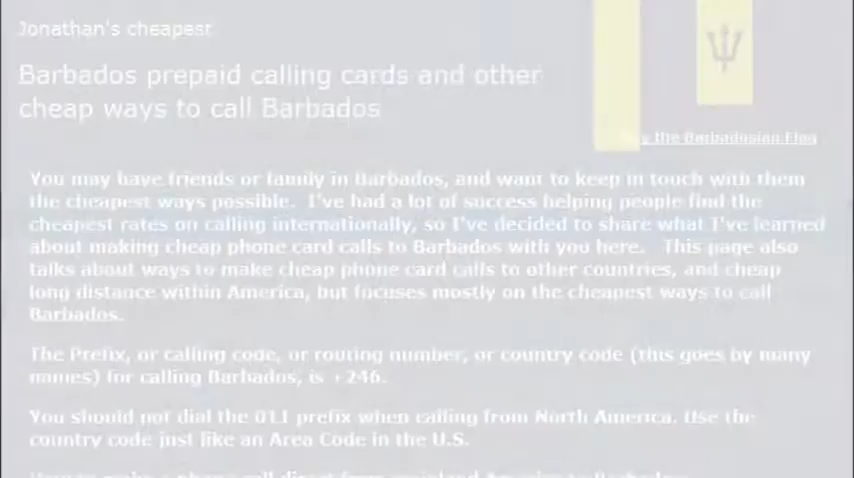 Jonathan's cheapest
Barbados prepaid calling cards and other
cheap ways to call Barbados
the Barbadosian Flag
You may have friends or family in Barbados, and want to keep in touch with them
the cheapest ways possible. I've had a lot of success helping people find the
cheapest rates on calling internationally, so I've decided to share what I've learned
about making cheap phone card calls to Barbados with you here. This page also
talks about ways to make cheap phone card calls to other countries, and cheap
long distance within America, but focuses mostly on the cheapest ways to call
Barbados.
The Prefix, or calling code, or routing number, or country code (this goes by many
names) for calling Barbados, is +246.
You should not dial the 011 prefix when calling from North America. Use the
country code just like an Area Code in the U.S.